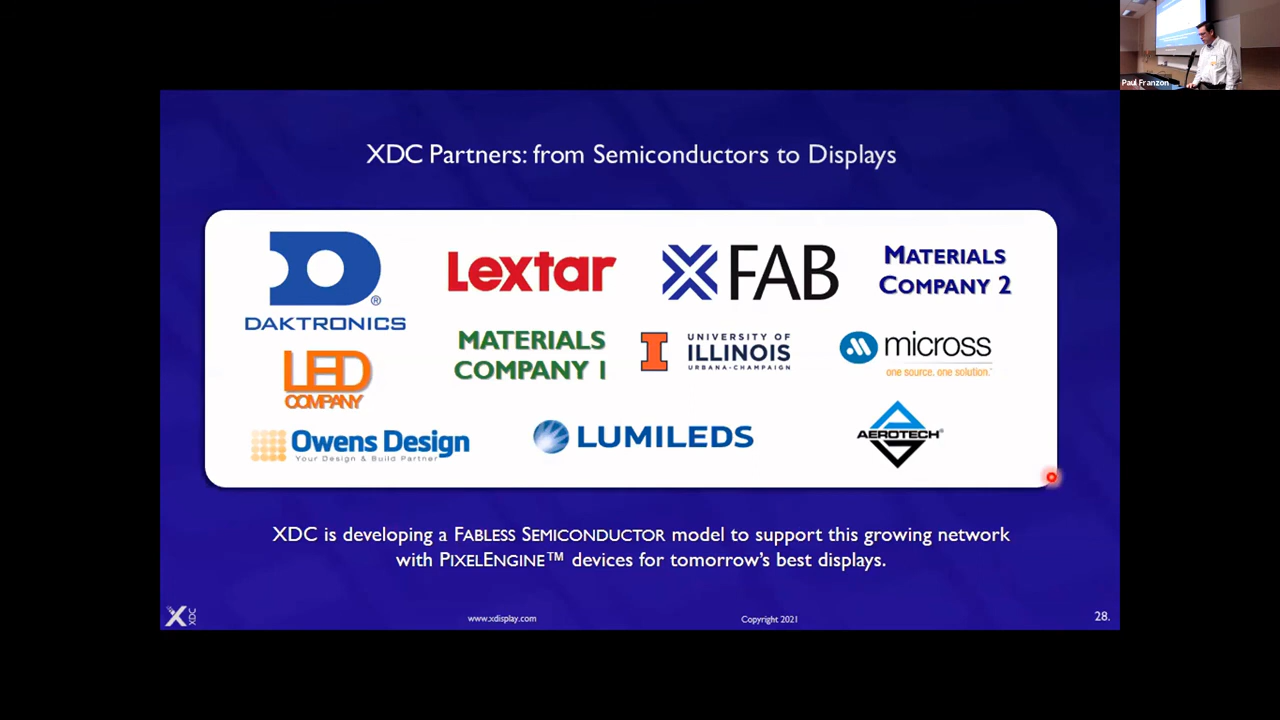 Paul Franzon
XDC Partners: from Semiconductors to Displays
DAKTRONICS
®
Lextar
XFAB
MATERIALS
COMPANY 2
LED
COMPANY
MATERIALS
COMPANY 1
I
UNIVERSITY OF
ILLINOIS
URBANA-CHAMPAIGN
micross
one source. one solution.
Owens Design
Your Design & Build Partner
LUMILEDS
AEROTECH®
XDC is developing a FABLESS SEMICONDUCTOR model to support this growing network
with PIXELENGINE™ devices for tomorrow's best displays.
X XDC
www.xdisplay.com
Copyright 2021
28.